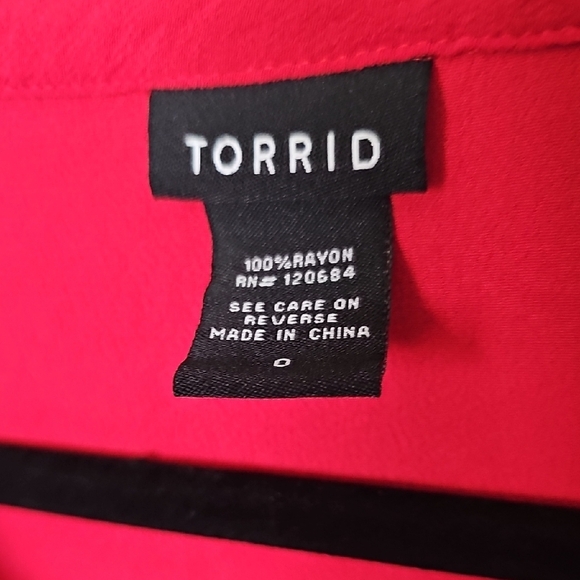 TORRID
100%RAYON
RN# 120684
SEE CARE ON
REVERSE
MADE IN CHINA
0